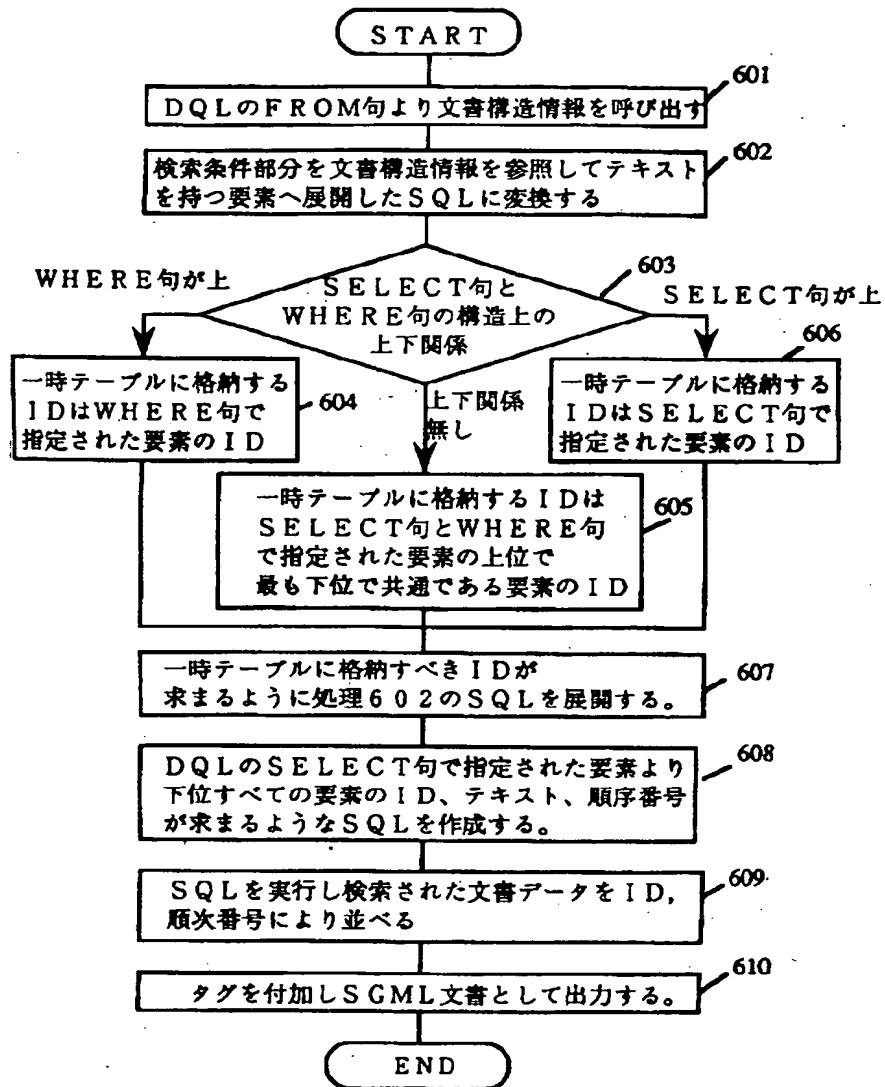 START
601
DQLのFROM句より文書構造情報を呼び出す
602
検索条件部分を文書構造情報を参照してテキスト
を持つ要素へ展開したSQLに変換する
603
WHERE句が上
SELECT句と
WHERE句の構造上の
上下関係
SELECT句が上
604
一時テーブルに格納する
IDはWHERE句で
指定された要素のID
上下関係
無し
606
一時テーブルに格納する
IDはSELECT句で
指定された要素のID
605
一時テーブルに格納するIDは
SELECT句とWHERE句
で指定された要素の上位で
最も下位で共通である要素のID
607
一時テーブルに格納すべきIDが
求まるように処理602のSQLを展開する。
608
DQLのSELECT句で指定された要素より
下位すべての要素のID、テキスト、順序番号
が求まるようなSQLを作成する。
609
SQLを実行し検索された文書データをID,
順次番号により並べる
610
タグを付加しSGML文書として出力する。
END